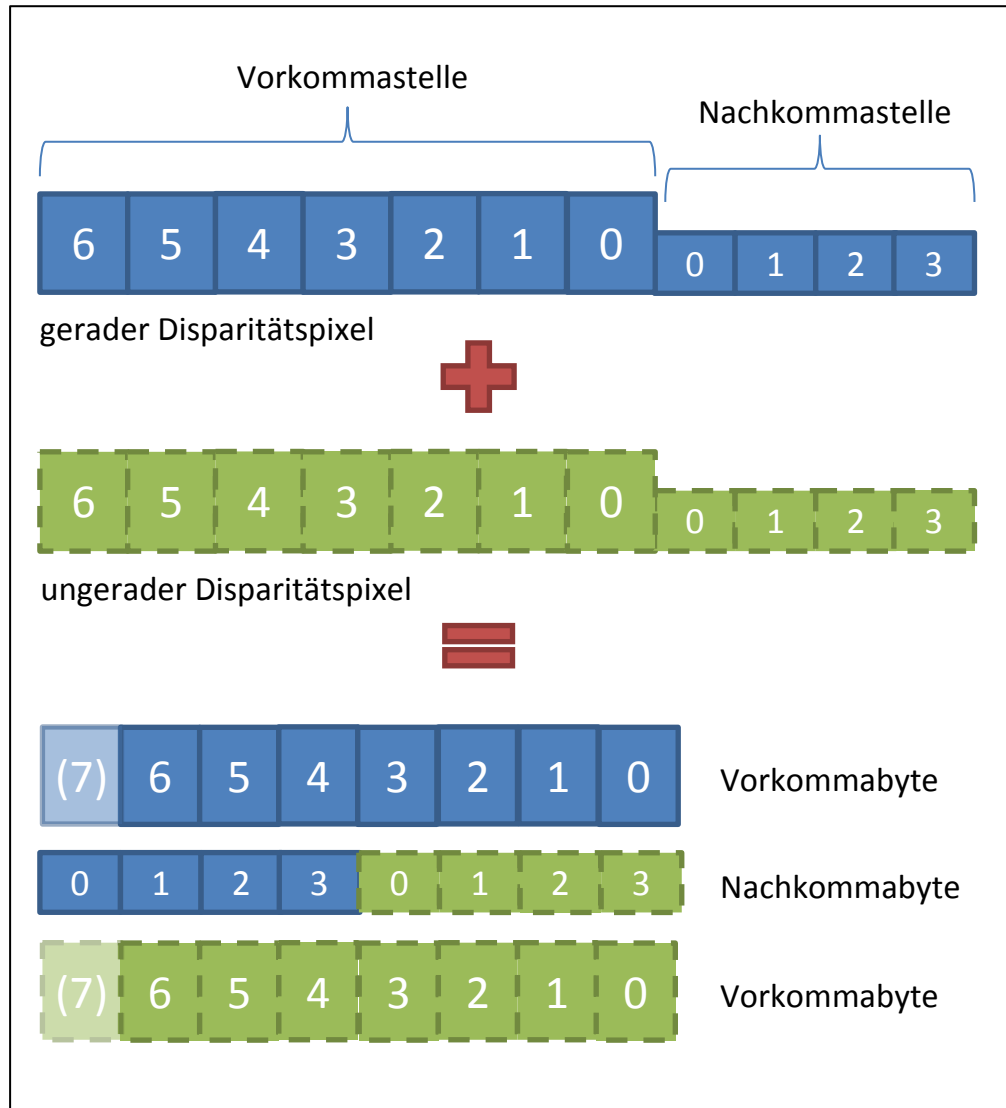 Vorkommastelle
Nachkommastelle
6 5 4 3 2 1 0 0 1 2 3
gerader Disparitätspixel
6 5 4 3 2 1 0 0 1 2 3
ungerader Disparitätspixel
(7) 6 5 4 3 2 1 0 Vorkommabyte
0 1 2 3 0 1 2 3 Nachkommabyte
(7) 6 5 4 3 2 1 0 Vorkommabyte